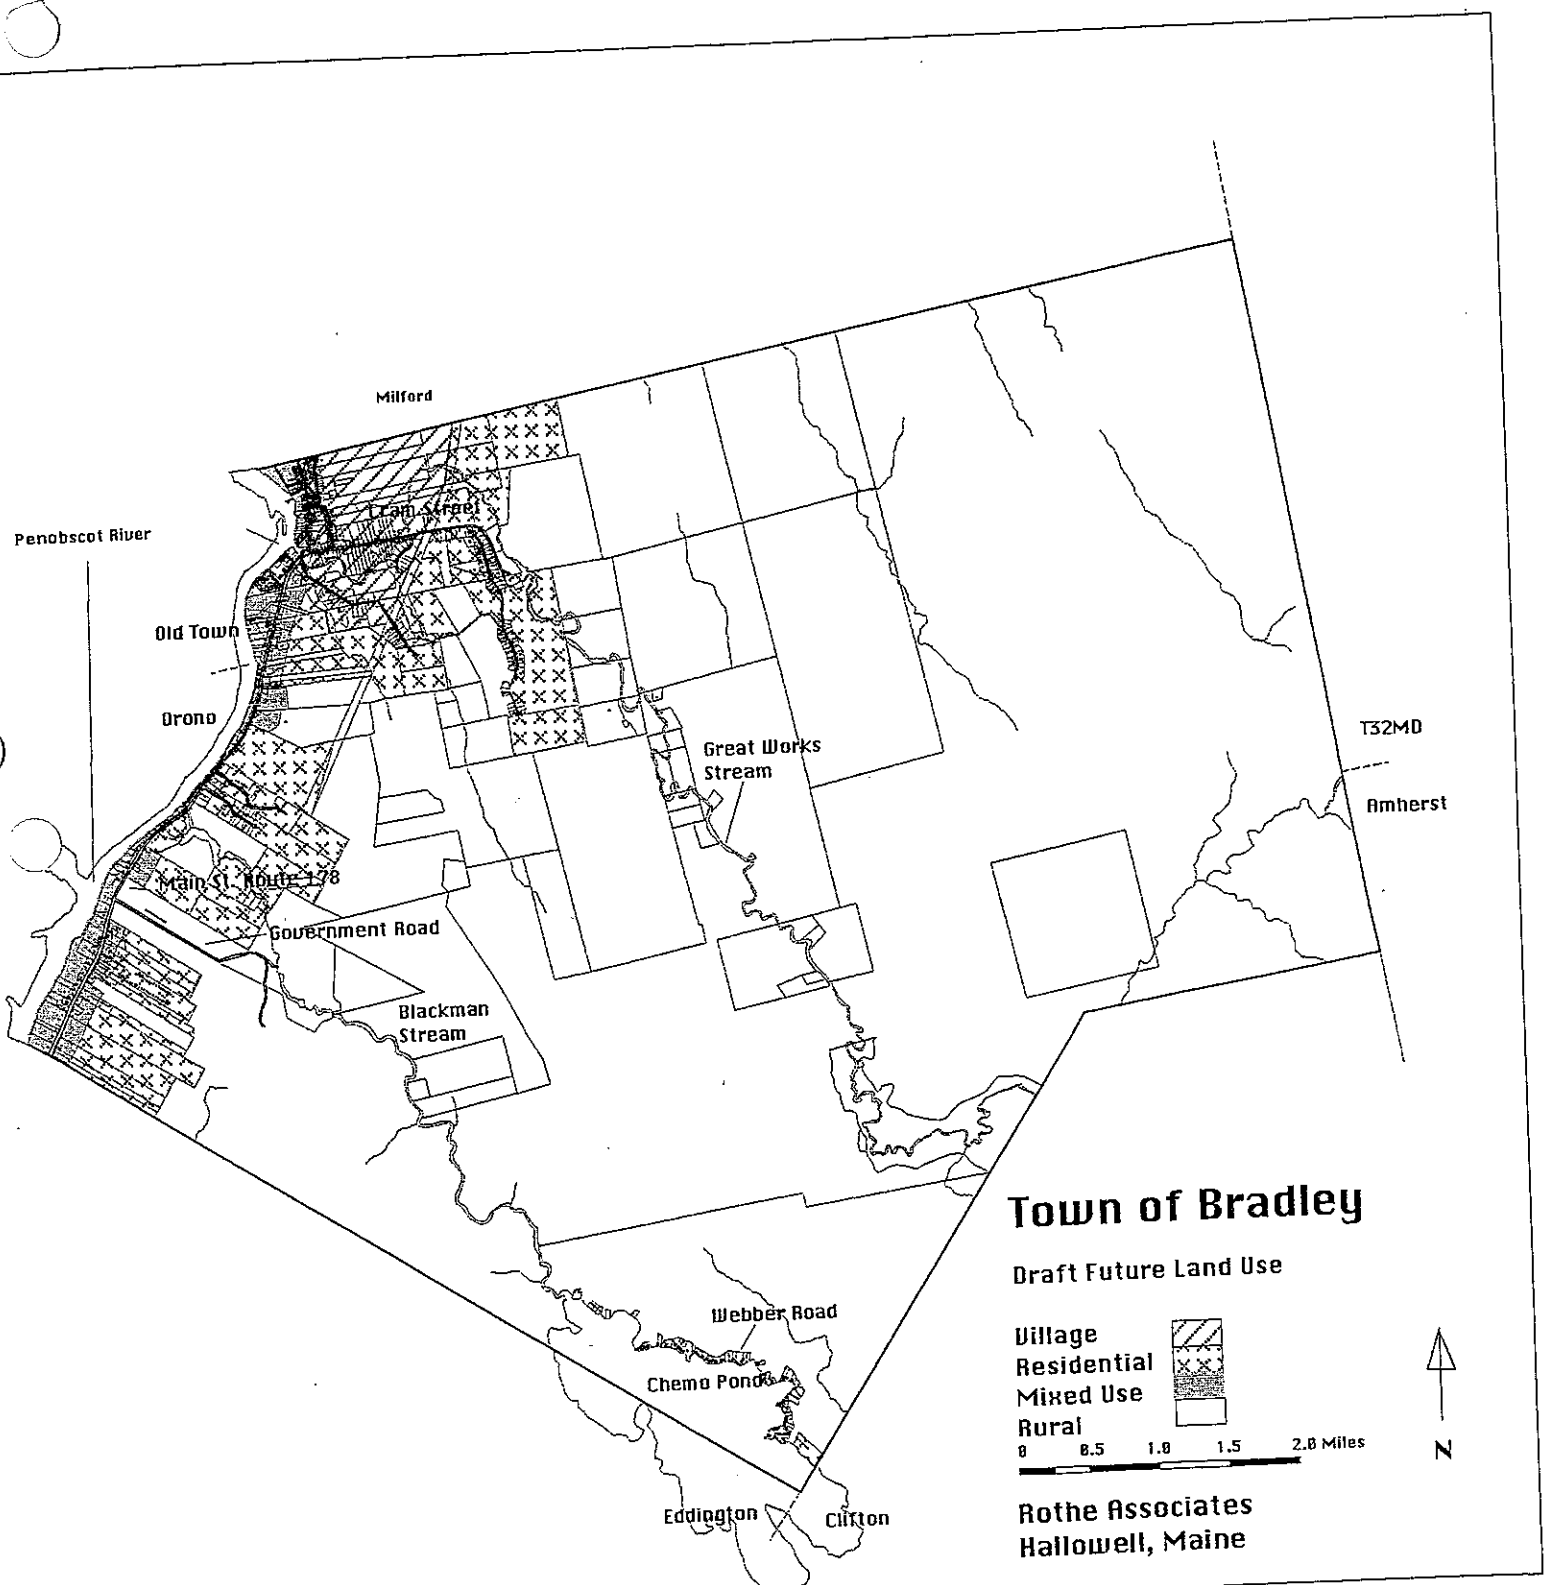 Milford
Penobscot River
Cram Street
Old Town
Orono
Great Works
Stream
T32MD
Amherst
Main St. Route 178
Government Road
Blackman
Stream
Webber Road
Chemo Pond
Eddington
Clifton
Town of Bradley
Draft Future Land Use
Village
Residential
Mixed Use
Rural
0 0.5 1.0 1.5 2.0 Miles
N
Rothe Associates
Hallowell, Maine